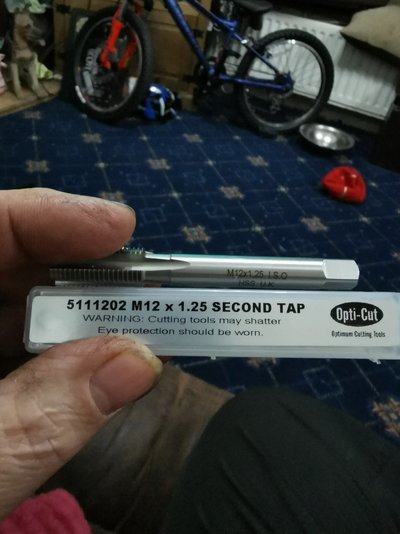 M12x1.25 I.S.O
HSS U.K
5111202 M12 x 1.25 SECOND TAP
WARNING: Cutting tools may shatter
Eye protection should be worn.
Opti-Cut
Optimum Cutting Tools